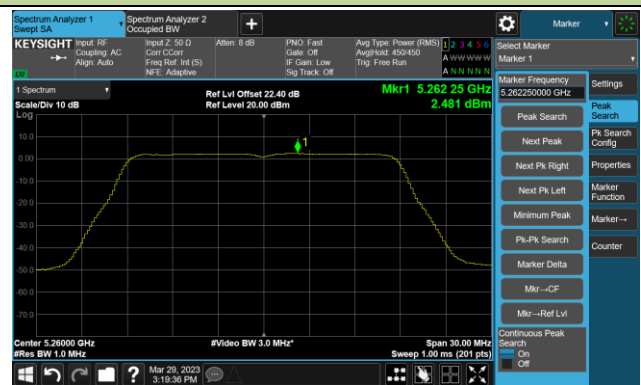 Spectrum Analyzer 1
Swept SA
Spectrum Analyzer 2
Occupied BW
Marker
KEYSIGHT
Input: RF
Coupling: AC
Align: Auto
Input Z: 50 Ω
Corr CCorr
Freq Ref: Int (S)
NFE: Adaptive
Atten: 8 dB
PNO: Fast
Gate: Off
IF Gain: Low
Sig Track: Off
Avg Type: Power (RMS)
Avg|Hold: 450/450
Trig: Free Run
1 2 3 4 5 6
A W W W W W
A N N N N N
LXI
Select Marker
Marker 1
1 Spectrum
Scale/Div 10 dB
Log
Ref Lvl Offset 22.40 dB
Ref Level 20.00 dBm
Mkr1 5.262 25 GHz
2.481 dBm
Marker Frequency
5.262250000 GHz
Settings
Peak Search
Peak
Search
Next Peak
Pk Search
Config
Next Pk Right
Properties
Next Pk Left
Marker
Function
Minimum Peak
Marker→
Pk-Pk Search
Counter
Marker Delta
Mkr→CF
Mkr→Ref Lvl
Continuous Peak
Search
On
Off
1
10.0
0.00
-10.0
-20.0
-30.0
-40.0
-50.0
-60.0
-70.0
Center 5.26000 GHz
#Res BW 1.0 MHz
#Video BW 3.0 MHz*
Span 30.00 MHz
Sweep 1.00 ms (201 pts)
?
Mar 29, 2023
3:19:36 PM